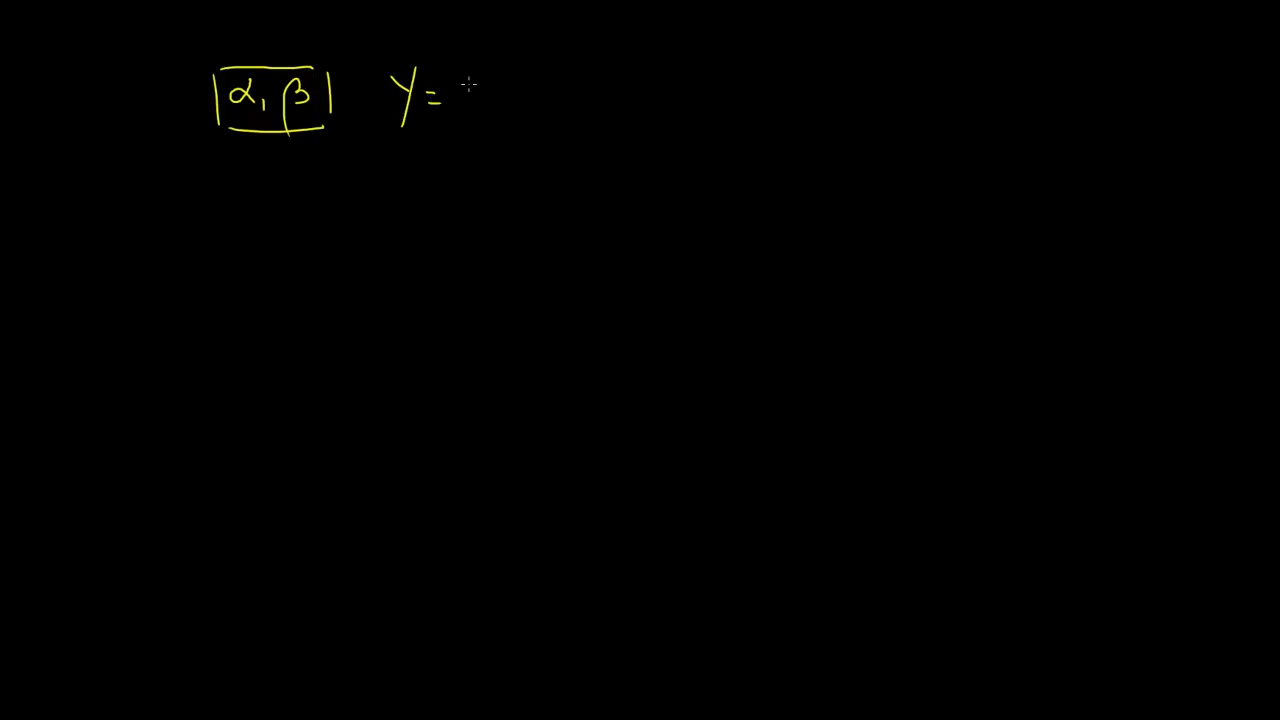 α, β Y =